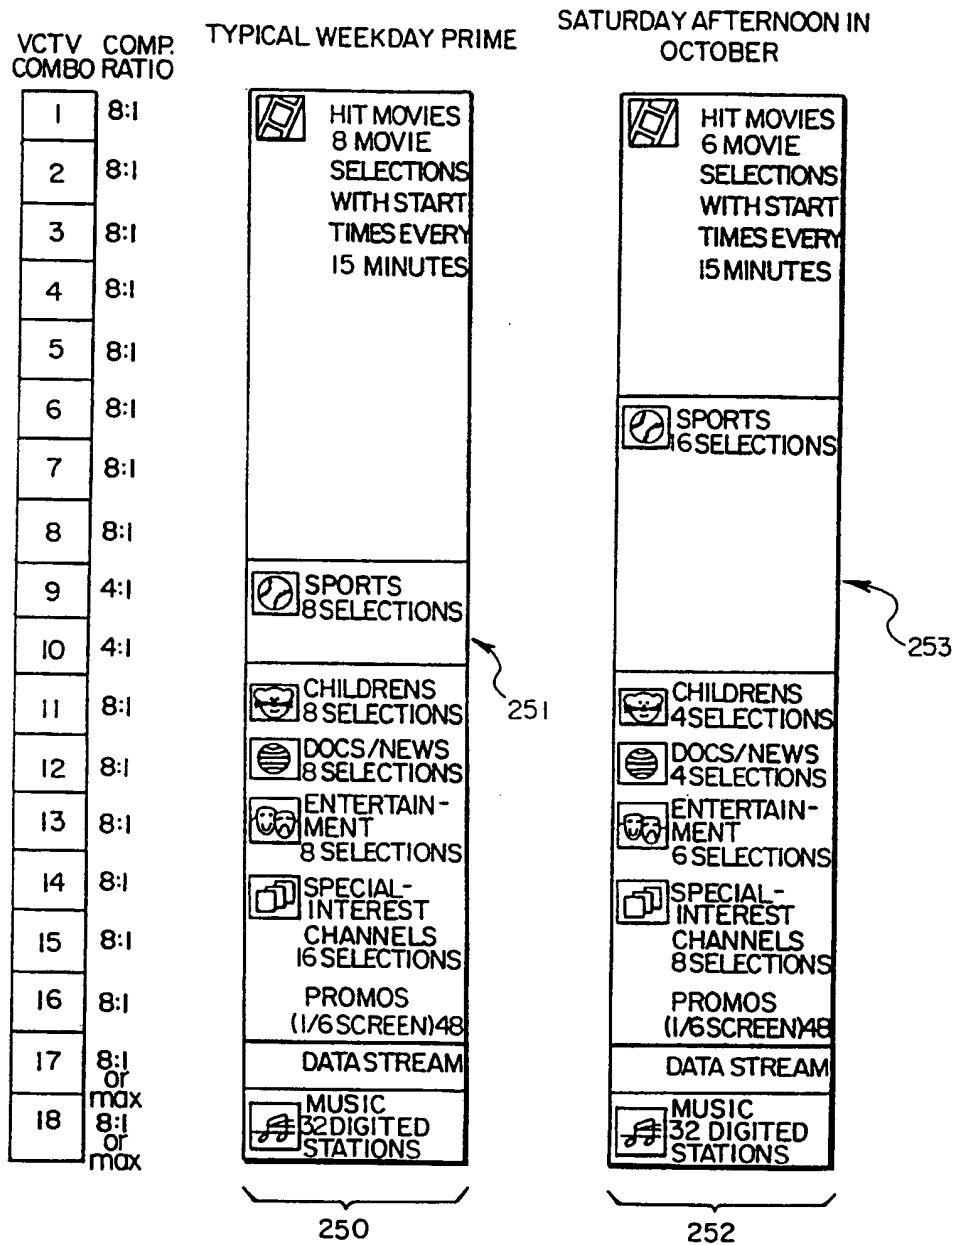 VCTV COMP.
COMBO RATIO
1 8:1
2 8:1
3 8:1
4 8:1
5 8:1
6 8:1
7 8:1
8 8:1
9 4:1
10 4:1
11 8:1
12 8:1
13 8:1
14 8:1
15 8:1
16 8:1
17 8:1
or
max
18 8:1
or
max
TYPICAL WEEKDAY PRIME
HIT MOVIES
8 MOVIE
SELECTIONS
WITH START
TIMES EVERY
15 MINUTES
SPORTS
8 SELECTIONS
251
CHILDRENS
8 SELECTIONS
DOCS/NEWS
8 SELECTIONS
ENTERTAIN-
MENT
8 SELECTIONS
SPECIAL-
INTEREST
CHANNELS
16 SELECTIONS
PROMOS
(1/6 SCREEN) 48
DATA STREAM
MUSIC
32 DIGITED
STATIONS
250
SATURDAY AFTERNOON IN
OCTOBER
HIT MOVIES
6 MOVIE
SELECTIONS
WITH START
TIMES EVERY
15 MINUTES
SPORTS
16 SELECTIONS
253
CHILDRENS
4 SELECTIONS
DOCS/NEWS
4 SELECTIONS
ENTERTAIN-
MENT
6 SELECTIONS
SPECIAL-
INTEREST
CHANNELS
8 SELECTIONS
PROMOS
(1/6 SCREEN) 48
DATA STREAM
MUSIC
32 DIGITED
STATIONS
252